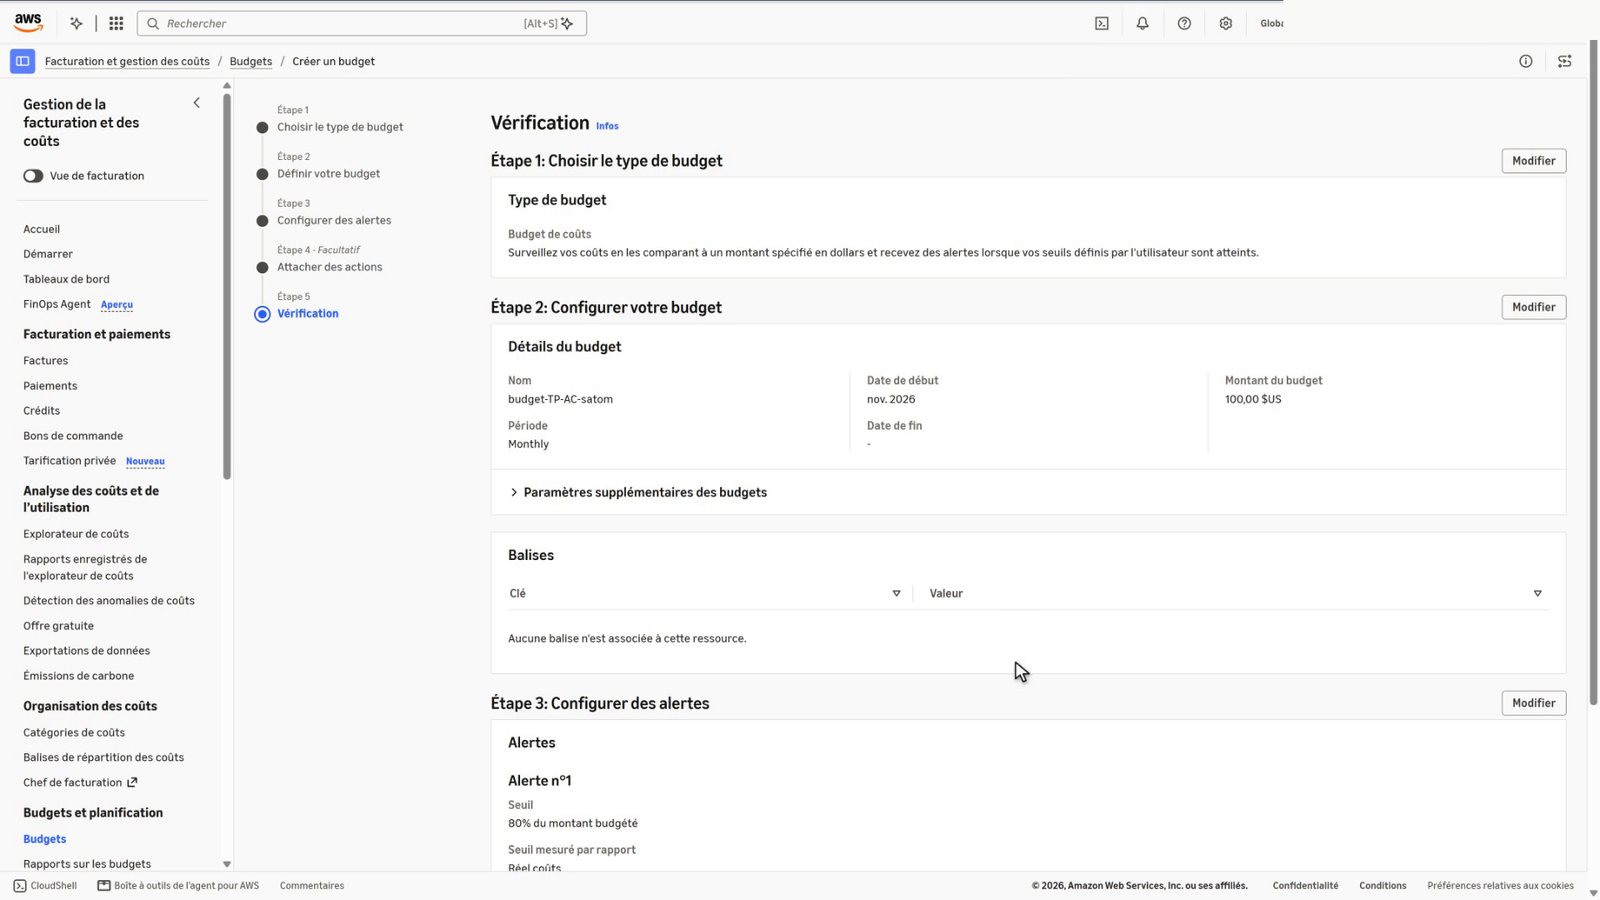 aws
Rechercher
[Alt+S]
Facturation et gestion des coûts / Budgets / Créer un budget
Gestion de la
facturation et des
coûts
Vue de facturation
Accueil
Démarrer
Tableaux de bord
FinOps Agent Aperçu
Facturation et paiements
Factures
Paiements
Crédits
Bons de commande
Tarification privée Nouveau
Analyse des coûts et de
l'utilisation
Explorateur de coûts
Rapports enregistrés de
l'explorateur de coûts
Détection des anomalies de coûts
Offre gratuite
Exportations de données
Émissions de carbone
Organisation des coûts
Catégories de coûts
Balises de répartition des coûts
Chef de facturation
Budgets et planification
Budgets
Rapports sur les budgets
Étape 1
Choisir le type de budget
Étape 2
Définir votre budget
Étape 3
Configurer des alertes
Étape 4 - Facultatif
Attacher des actions
Étape 5
Vérification
Vérification Infos
Étape 1: Choisir le type de budget
Modifier
Type de budget
Budget de coûts
Surveillez vos coûts en les comparant à un montant spécifié en dollars et recevez des alertes lorsque vos seuils définis par l'utilisateur sont atteints.
Étape 2: Configurer votre budget
Modifier
Détails du budget
Nom
budget-TP-AC-satom
Période
Monthly
Date de début
nov. 2026
Date de fin
-
Montant du budget
100,00 $US
Paramètres supplémentaires des budgets
Balises
Clé
Valeur
Aucune balise n'est associée à cette ressource.
Étape 3: Configurer des alertes
Modifier
Alertes
Alerte n°1
Seuil
80% du montant budgété
Seuil mesuré par rapport
Réel coûts
CloudShell
Boîte à outils de l'agent pour AWS
Commentaires
© 2026, Amazon Web Services, Inc. ou ses affiliés.
Confidentialité
Conditions
Préférences relatives aux cookies